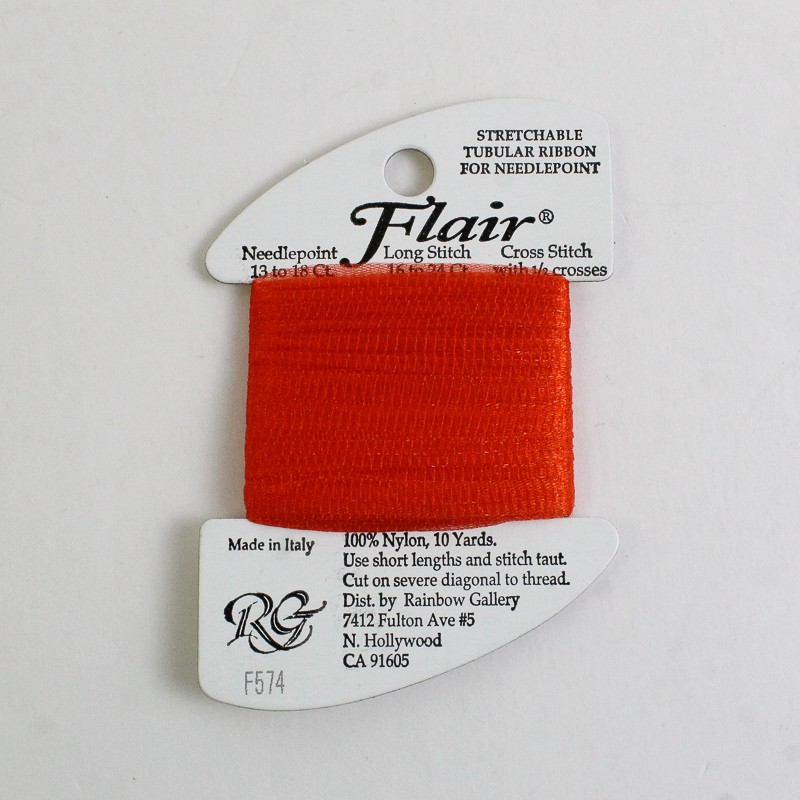 STRETCHABLE
TUBULAR RIBBON
FOR NEEDLEPOINT
Flair®
Needlepoint Long Stitch Cross Stitch
13 to 18 Ct. 16 to 24 Ct. with ½ crosses
Made in Italy
100% Nylon, 10 Yards.
Use short lengths and stitch taut.
Cut on severe diagonal to thread.
Dist. by Rainbow Gallery
7412 Fulton Ave #5
N. Hollywood
CA 91605
RG
F574